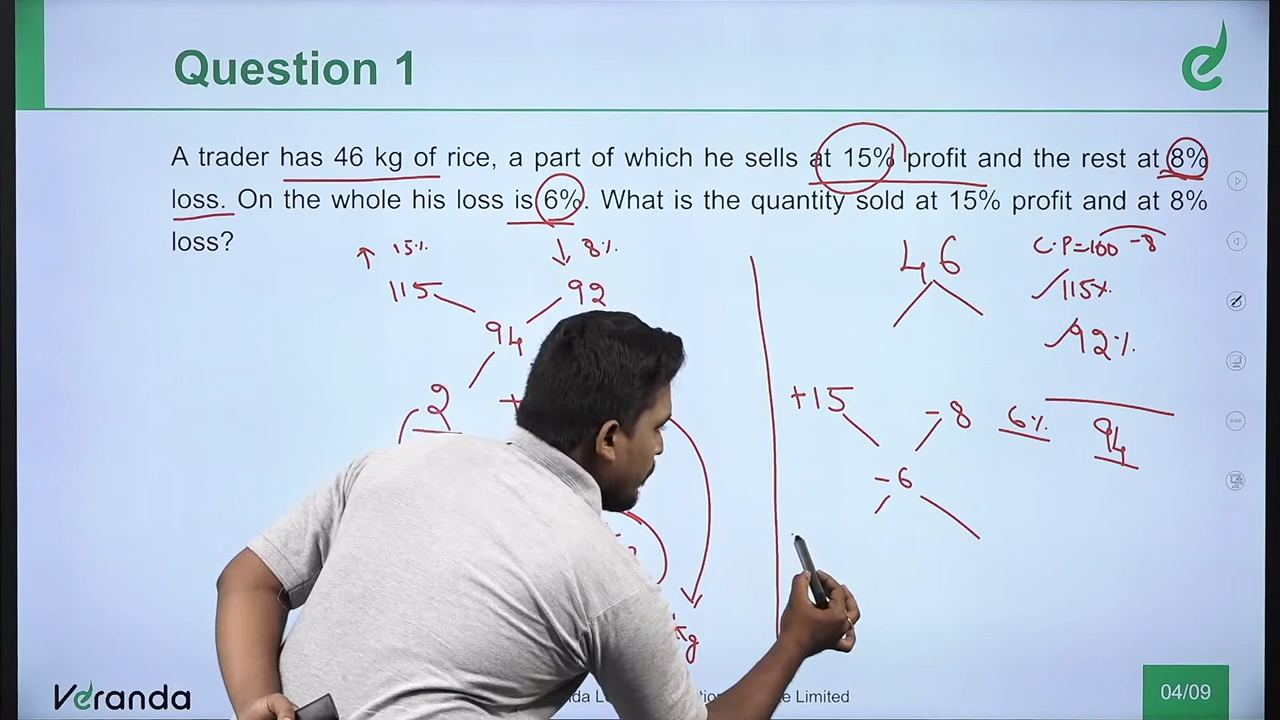 Question 1
A trader has 46 kg of rice, a part of which he sells at 15% profit and the rest at 8%
loss. On the whole his loss is 6%. What is the quantity sold at 15% profit and at 8%
loss?
↑ 15%
↓ 8%
115
92
94
2
kg
46
C.P=100 -8
115%
92%
94
+15
-8
6%
-6
Veranda
Limited
04/09